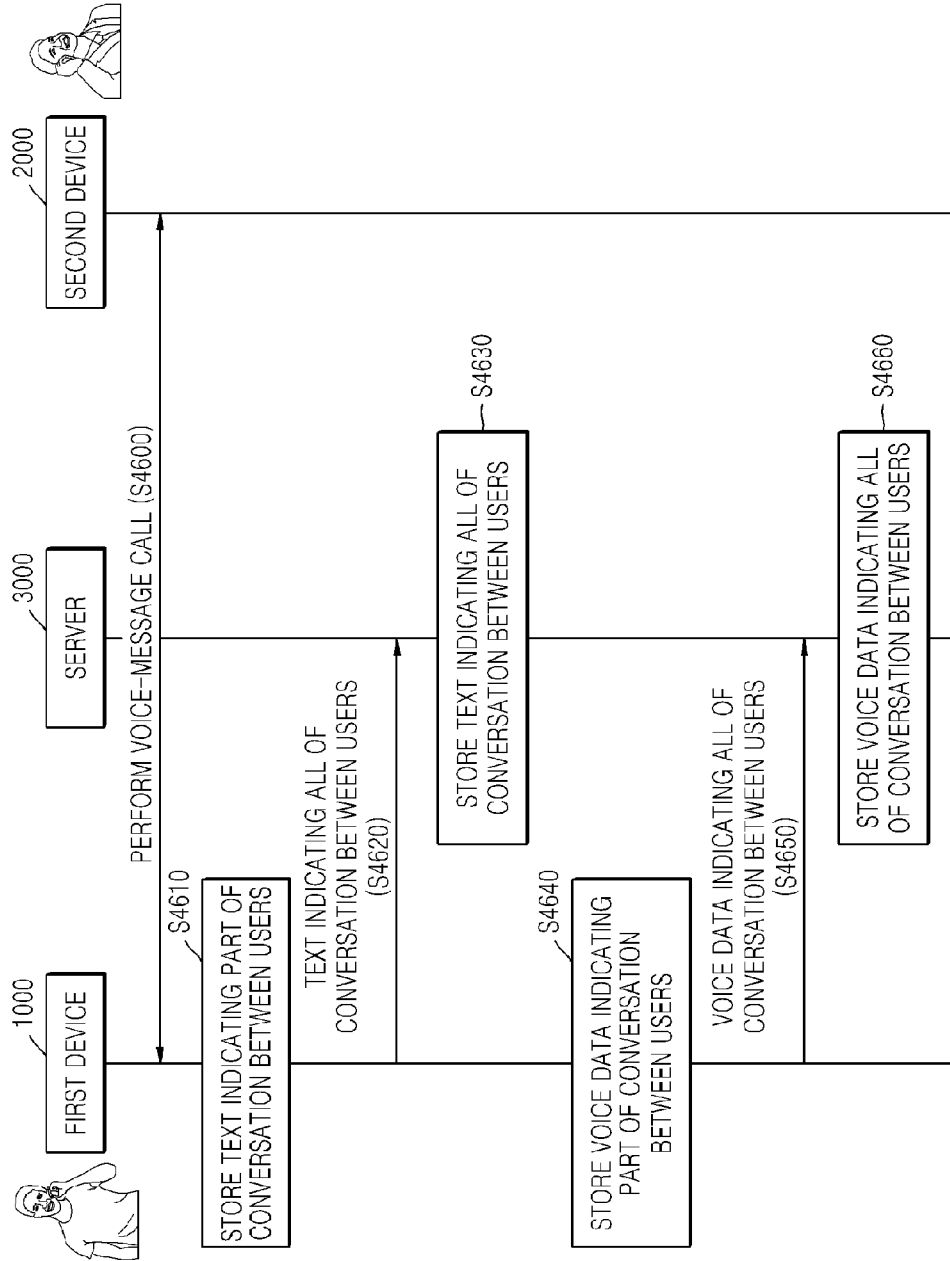 1000
FIRST DEVICE
3000
SERVER
2000
SECOND DEVICE
PERFORM VOICE-MESSAGE CALL (S4600)
S4610
STORE TEXT INDICATING PART OF
CONVERSATION BETWEEN USERS
TEXT INDICATING ALL OF
CONVERSATION BETWEEN USERS
(S4620)
S4630
STORE TEXT INDICATING ALL OF
CONVERSATION BETWEEN USERS
S4640
STORE VOICE DATA INDICATING
PART OF CONVERSATION
BETWEEN USERS
VOICE DATA INDICATING ALL OF
CONVERSATION BETWEEN USERS
(S4650)
S4660
STORE VOICE DATA INDICATING ALL
OF CONVERSATION BETWEEN USERS